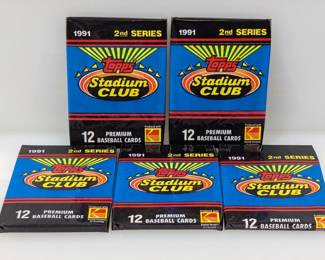 1991 2nd SERIES
Topps
Stadium
CLUB
12 PREMIUM
BASEBALL CARDS
1991 2nd SERIES
Topps
Stadium
CLUB
12 PREMIUM
BASEBALL CARDS
1991 2nd SERIES
Topps
Stadium
CLUB
12 PREMIUM
BASEBALL CARDS
1991 2nd SERIES
Topps
Stadium
CLUB
12 PREMIUM
BASEBALL CARDS
1991 2nd SERIES
Topps
Stadium
CLUB
12 PREMIUM
BASEBALL CARDS